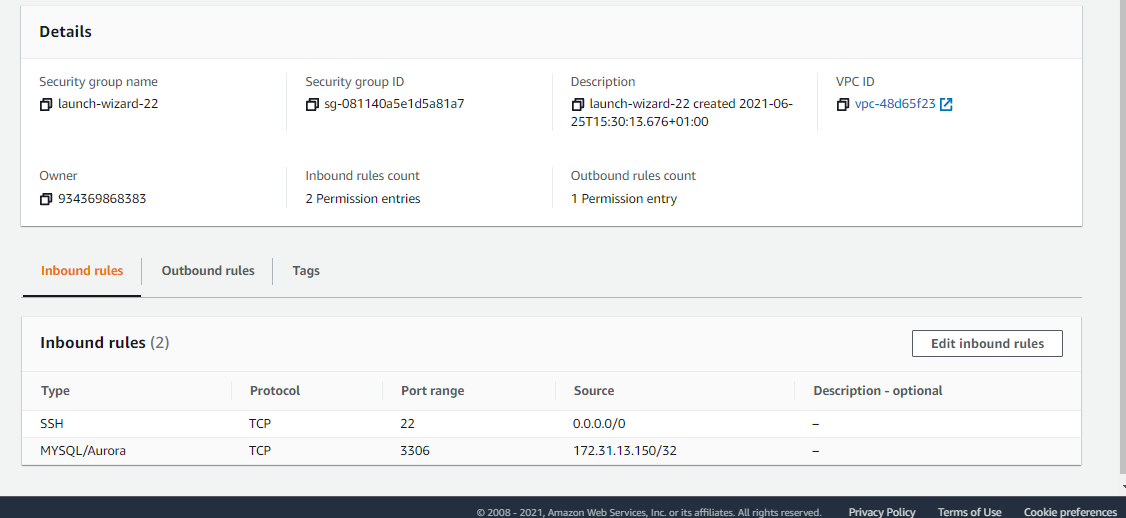 Details
Security group name
launch-wizard-22
Security group ID
sg-081140a5e1d5a81a7
Description
launch-wizard-22 created 2021-06-
25T15:30:13.676+01:00
VPC ID
vpc-48d65f23
Owner
934369868383
Inbound rules count
2 Permission entries
Outbound rules count
1 Permission entry
Inbound rules
Outbound rules
Tags
Inbound rules (2)
Edit inbound rules
Type Protocol Port range Source Description - optional
SSH TCP 22 0.0.0.0/0 –
MYSQL/Aurora TCP 3306 172.31.13.150/32 –
© 2008 - 2021, Amazon Web Services, Inc. or its affiliates. All rights reserved. Privacy Policy Terms of Use Cookie preferences